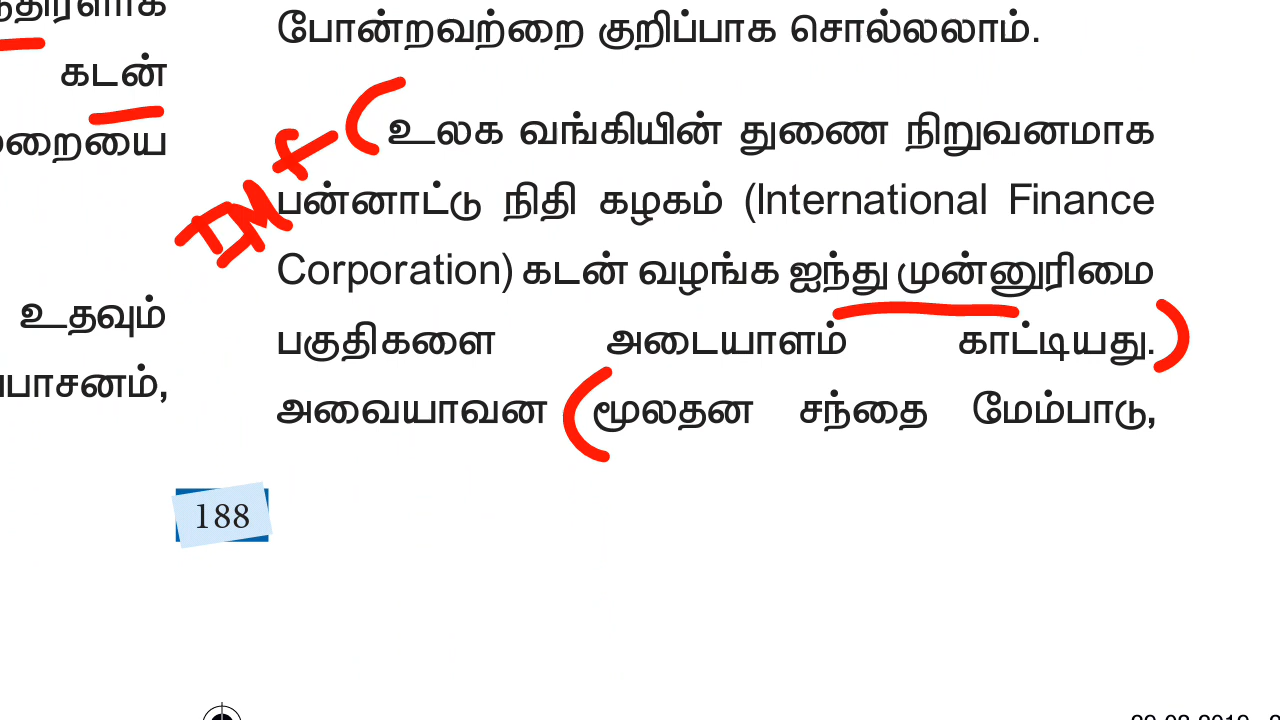 கடன்
உதவும்
போன்றவற்றை குறிப்பாக சொல்லலாம்.
உலக வங்கியின் துணை நிறுவனமாக
பன்னாட்டு நிதி கழகம் (International Finance
Corporation) கடன் வழங்க ஐந்து முன்னுரிமை
பகுதிகளை அடையாளம் காட்டியது.
அவையாவன மூலதன சந்தை மேம்பாடு,
IMF
188